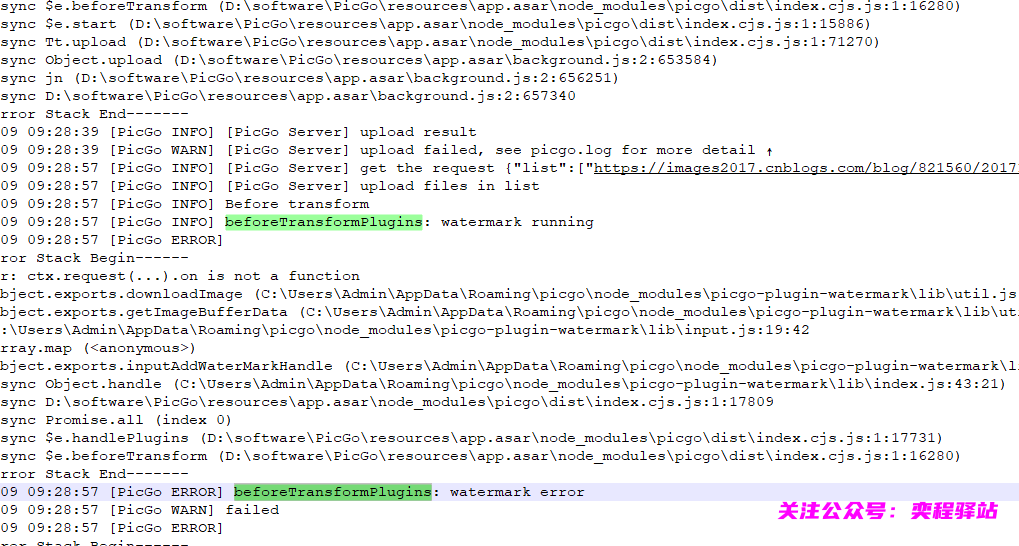 sync $e.beforeTransform (D:\software\PicGo\resources\app.asar\node_modules\picgo\dist\index.cjs.js:1:16280)
sync $e.start (D:\software\PicGo\resources\app.asar\node_modules\picgo\dist\index.cjs.js:1:15886)
sync Tt.upload (D:\software\PicGo\resources\app.asar\node_modules\picgo\dist\index.cjs.js:1:71270)
sync Object.upload (D:\software\PicGo\resources\app.asar\background.js:2:653584)
sync jn (D:\software\PicGo\resources\app.asar\background.js:2:656251)
sync D:\software\PicGo\resources\app.asar\background.js:2:657340
rror Stack End-------
09 09:28:39 [PicGo INFO] [PicGo Server] upload result
09 09:28:39 [PicGo WARN] [PicGo Server] upload failed, see picgo.log for more detail ↑
09 09:28:57 [PicGo INFO] [PicGo Server] get the request {"list":["https://images2017.cnblogs.com/blog/821560/2017
09 09:28:57 [PicGo INFO] [PicGo Server] upload files in list
09 09:28:57 [PicGo INFO] Before transform
09 09:28:57 [PicGo INFO] beforeTransformPlugins: watermark running
09 09:28:57 [PicGo ERROR]
ror Stack Begin------
r: ctx.request(...).on is not a function
bject.exports.downloadImage (C:\Users\Admin\AppData\Roaming\picgo\node_modules\picgo-plugin-watermark\lib\util.js
bject.exports.getImageBufferData (C:\Users\Admin\AppData\Roaming\picgo\node_modules\picgo-plugin-watermark\lib\uti
:\Users\Admin\AppData\Roaming\picgo\node_modules\picgo-plugin-watermark\lib\input.js:19:42
rray.map (<anonymous>)
bject.exports.inputAddWaterMarkHandle (C:\Users\Admin\AppData\Roaming\picgo\node_modules\picgo-plugin-watermark\l
sync Object.handle (C:\Users\Admin\AppData\Roaming\picgo\node_modules\picgo-plugin-watermark\lib\index.js:43:21)
sync D:\software\PicGo\resources\app.asar\node_modules\picgo\dist\index.cjs.js:1:17809
sync Promise.all (index 0)
sync $e.handlePlugins (D:\software\PicGo\resources\app.asar\node_modules\picgo\dist\index.cjs.js:1:17731)
sync $e.beforeTransform (D:\software\PicGo\resources\app.asar\node_modules\picgo\dist\index.cjs.js:1:16280)
rror Stack End-------
09 09:28:57 [PicGo ERROR] beforeTransformPlugins: watermark error
09 09:28:57 [PicGo WARN] failed
09 09:28:57 [PicGo ERROR]
ror Stack Begin------
关注公众号：奕程驿站